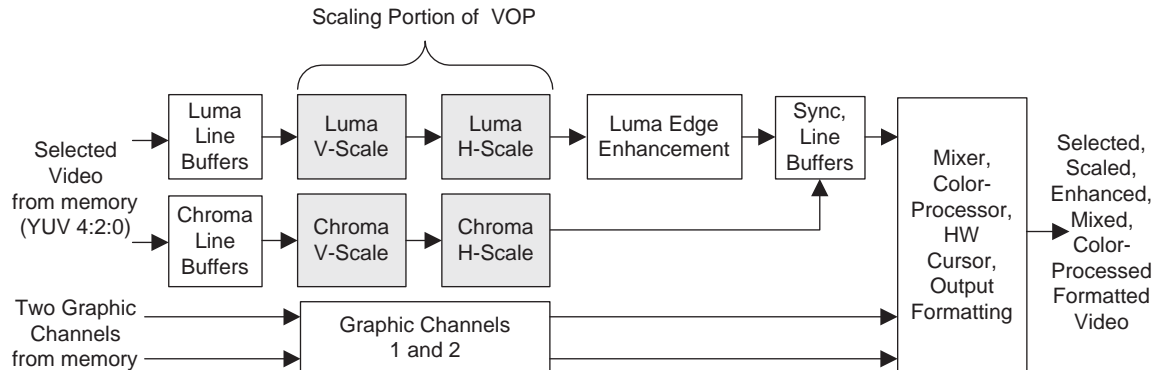 Scaling Portion of VOP
Selected
Video
from memory
(YUV 4:2:0)
Luma
Line
Buffers
Luma
V-Scale
Luma
H-Scale
Luma Edge
Enhancement
Sync,
Line
Buffers
Chroma
Line
Buffers
Chroma
V-Scale
Chroma
H-Scale
Two Graphic
Channels
from memory
Graphic Channels
1 and 2
Mixer,
Color-
Processor,
HW
Cursor,
Output
Formatting
Selected,
Scaled,
Enhanced,
Mixed,
Color-
Processed
Formatted
Video